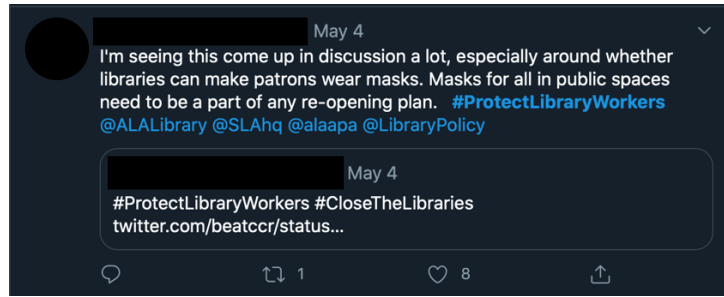 May 4
I'm seeing this come up in discussion a lot, especially around whether
libraries can make patrons wear masks. Masks for all in public spaces
need to be a part of any re-opening plan. #ProtectLibraryWorkers
@ALALibrary @SLAhq @alaapa @LibraryPolicy
May 4
#ProtectLibraryWorkers #CloseTheLibraries
twitter.com/beatccr/status...
1 8